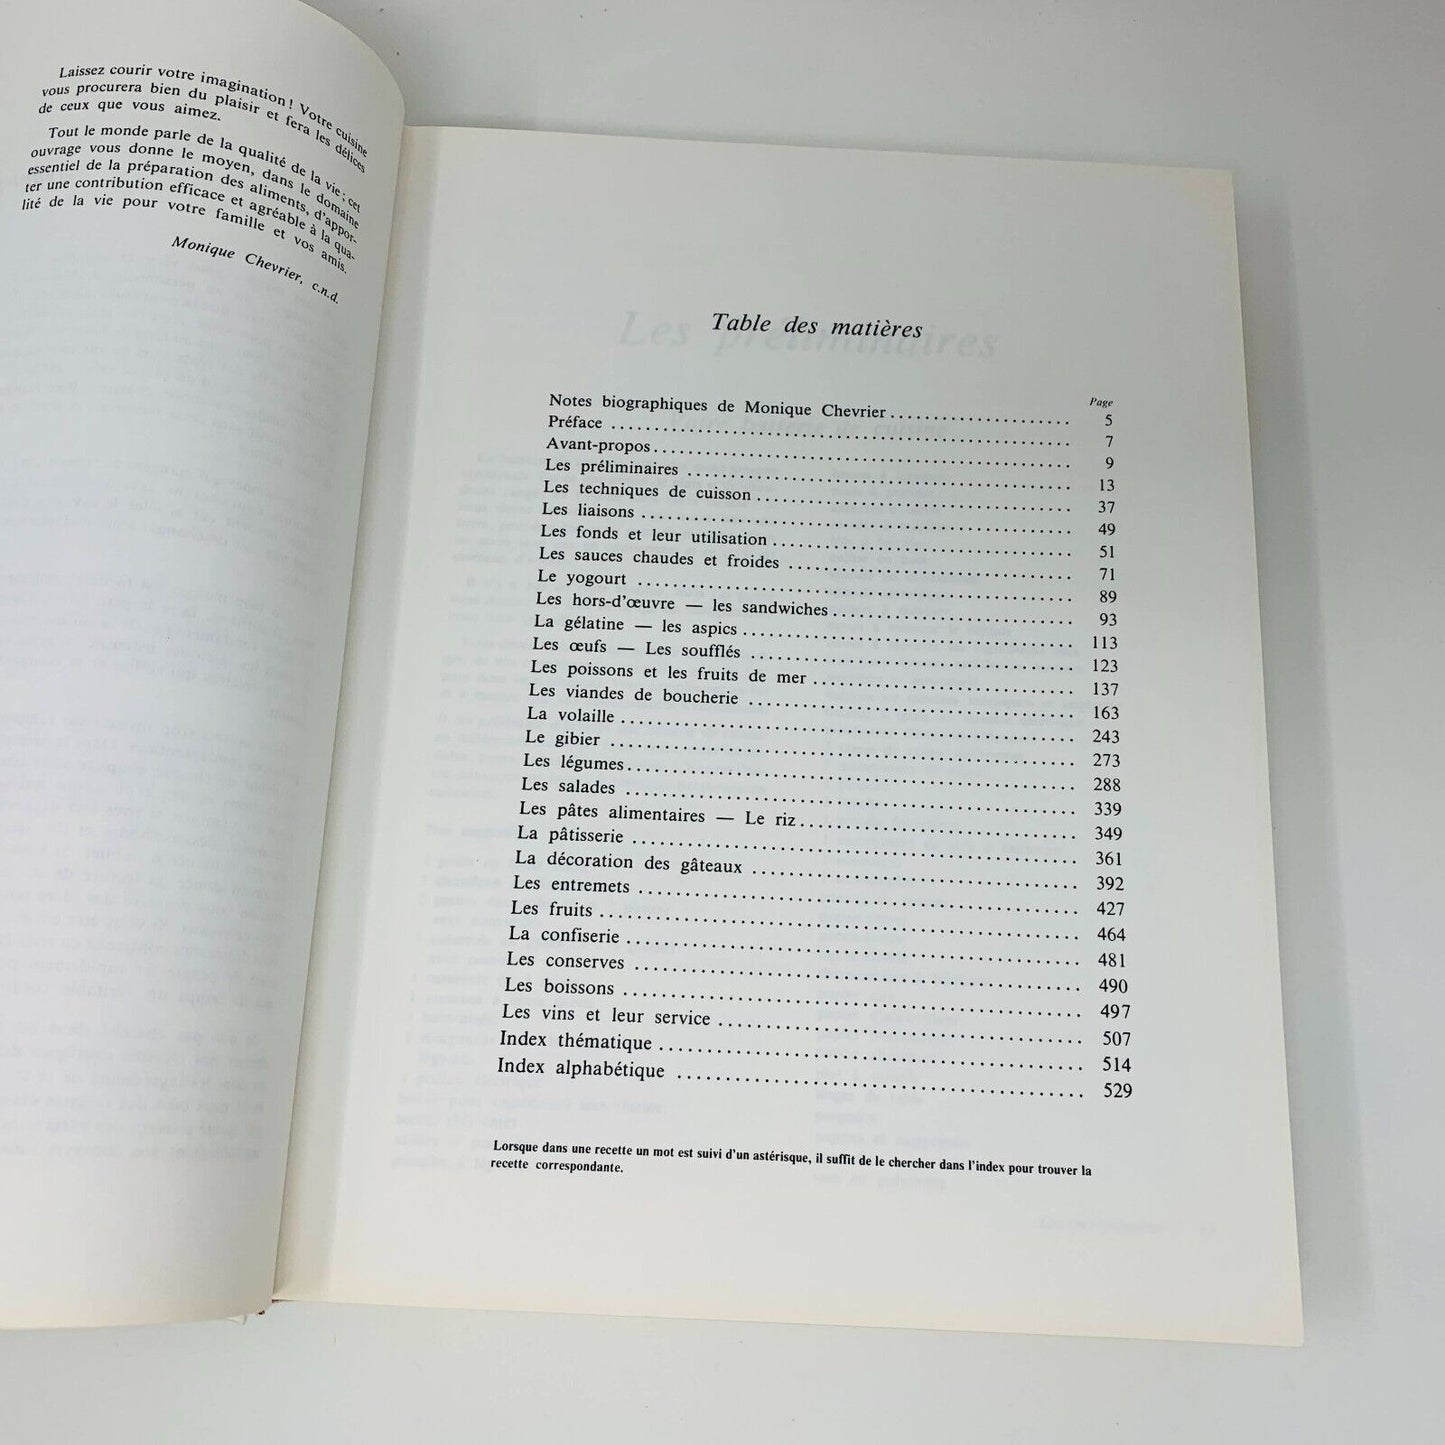 Laissez courir votre imagination ! Votre cuisine
vous procurera bien du plaisir et fera les délices
de ceux que vous aimez.
Tout le monde parle de la qualité de la vie ; cet
ouvrage vous donne le moyen, dans le domaine
essentiel de la préparation des aliments, d'appor-
ter une contribution efficace et agréable à la qua-
lité de la vie pour votre famille et vos amis.
Monique Chevrier, c.n.d.
Table des matières
Page
Notes biographiques de Monique Chevrier ..................... 5
Préface ..................... 7
Avant-propos ..................... 9
Les préliminaires ..................... 13
Les techniques de cuisson ..................... 37
Les liaisons ..................... 49
Les fonds et leur utilisation ..................... 51
Les sauces chaudes et froides ..................... 71
Le yogourt ..................... 89
Les hors-d'œuvre — les sandwiches ..................... 93
La gélatine — les aspics ..................... 113
Les œufs — Les soufflés ..................... 123
Les poissons et les fruits de mer ..................... 137
Les viandes de boucherie ..................... 163
La volaille ..................... 243
Le gibier ..................... 273
Les légumes ..................... 288
Les salades ..................... 339
Les pâtes alimentaires — Le riz ..................... 349
La pâtisserie ..................... 361
La décoration des gâteaux ..................... 392
Les entremets ..................... 427
Les fruits ..................... 464
La confiserie ..................... 481
Les conserves ..................... 490
Les boissons ..................... 497
Les vins et leur service ..................... 507
Index thématique ..................... 514
Index alphabétique ..................... 529
Lorsque dans une recette un mot est suivi d'un astérisque, il suffit de le chercher dans l'index pour trouver la
recette correspondante.